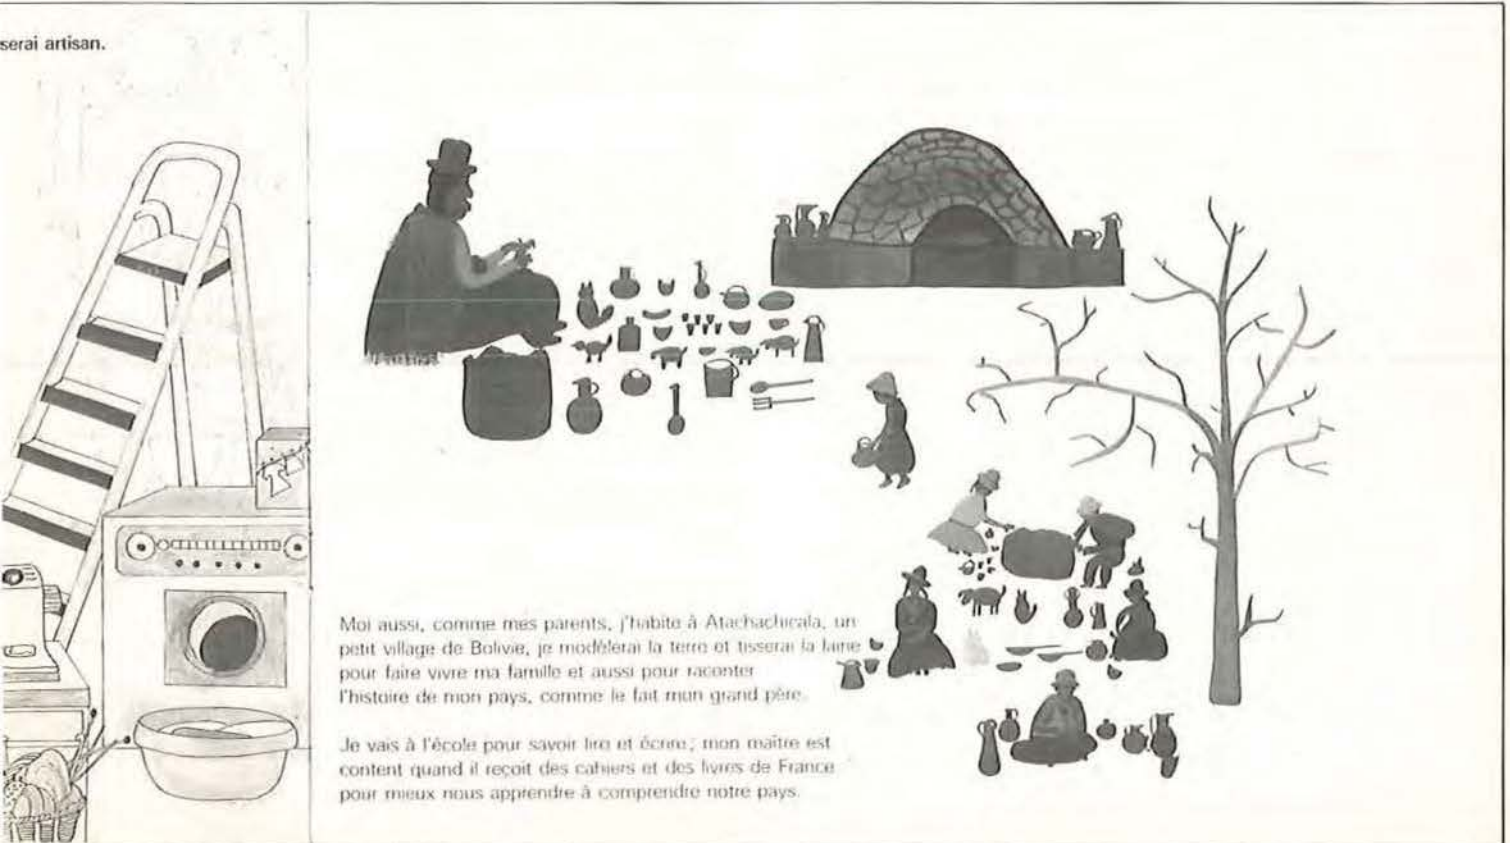 serai artisan.
Moi aussi, comme mes parents, j'habite à Atachachicala, un
petit village de Bolivie, je modèlerai la terre et tisserai la laine
pour faire vivre ma famille et aussi pour raconter
l'histoire de mon pays, comme le fait mon grand père.
Je vais à l'école pour savoir lire et écrire ; mon maître est
content quand il reçoit des cahiers et des livres de France
pour mieux nous apprendre à comprendre notre pays.